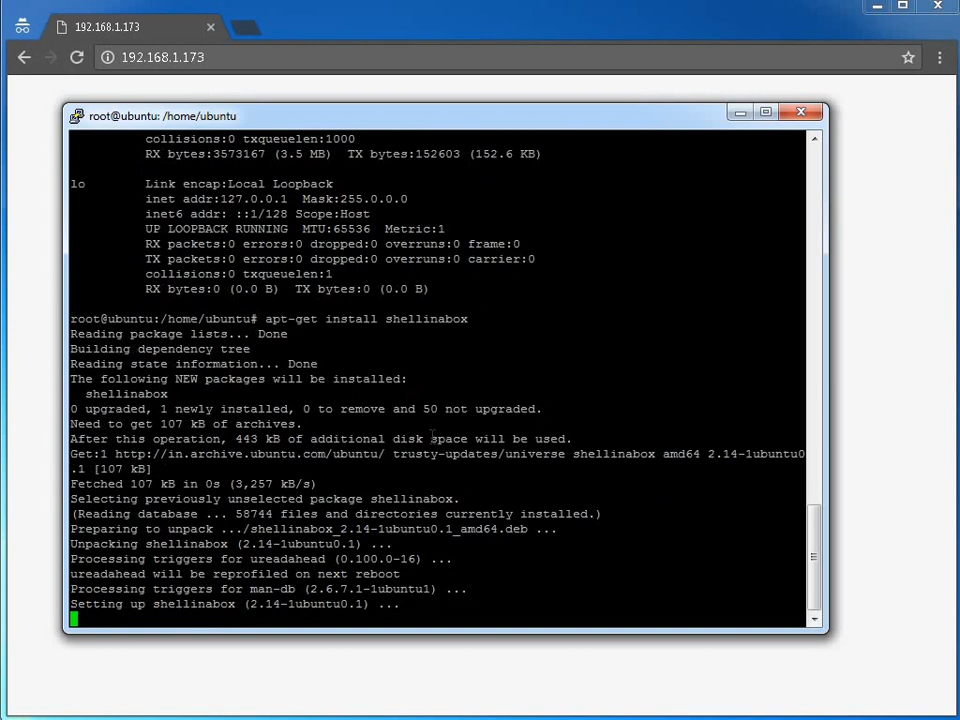 192.168.1.173
192.168.1.173
root@ubuntu: /home/ubuntu
collisions:0 txqueuelen:1000
RX bytes:3573167 (3.5 MB)  TX bytes:152603 (152.6 KB)
lo        Link encap:Local Loopback
inet addr:127.0.0.1  Mask:255.0.0.0
inet6 addr: ::1/128 Scope:Host
UP LOOPBACK RUNNING  MTU:65536  Metric:1
RX packets:0 errors:0 dropped:0 overruns:0 frame:0
TX packets:0 errors:0 dropped:0 overruns:0 carrier:0
collisions:0 txqueuelen:1
RX bytes:0 (0.0 B)  TX bytes:0 (0.0 B)
root@ubuntu:/home/ubuntu# apt-get install shellinabox
Reading package lists... Done
Building dependency tree
Reading state information... Done
The following NEW packages will be installed:
shellinabox
0 upgraded, 1 newly installed, 0 to remove and 50 not upgraded.
Need to get 107 kB of archives.
After this operation, 443 kB of additional disk space will be used.
Get:1 http://in.archive.ubuntu.com/ubuntu/ trusty-updates/universe shellinabox amd64 2.14-1ubuntu0
.1 [107 kB]
Fetched 107 kB in 0s (3,257 kB/s)
Selecting previously unselected package shellinabox.
(Reading database ... 58744 files and directories currently installed.)
Preparing to unpack .../shellinabox_2.14-1ubuntu0.1_amd64.deb ...
Unpacking shellinabox (2.14-1ubuntu0.1) ...
Processing triggers for ureadahead (0.100.0-16) ...
ureadahead will be reprofiled on next reboot
Processing triggers for man-db (2.6.7.1-1ubuntu1) ...
Setting up shellinabox (2.14-1ubuntu0.1) ...